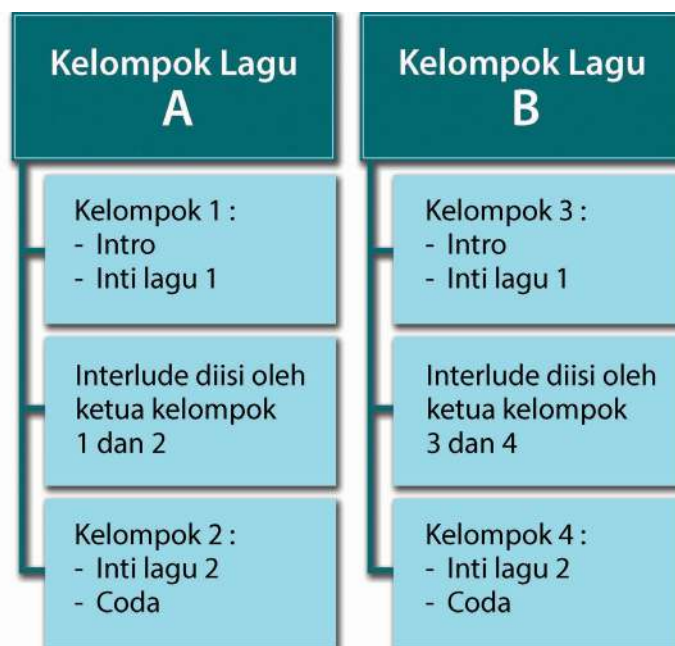 Kelompok Lagu
A
Kelompok 1 :
- Intro
- Inti lagu 1
Interlude diisi oleh
ketua kelompok
1 dan 2
Kelompok 2 :
- Inti lagu 2
- Coda
Kelompok Lagu
B
Kelompok 3 :
- Intro
- Inti lagu 1
Interlude diisi oleh
ketua kelompok
3 dan 4
Kelompok 4 :
- Inti lagu 2
- Coda